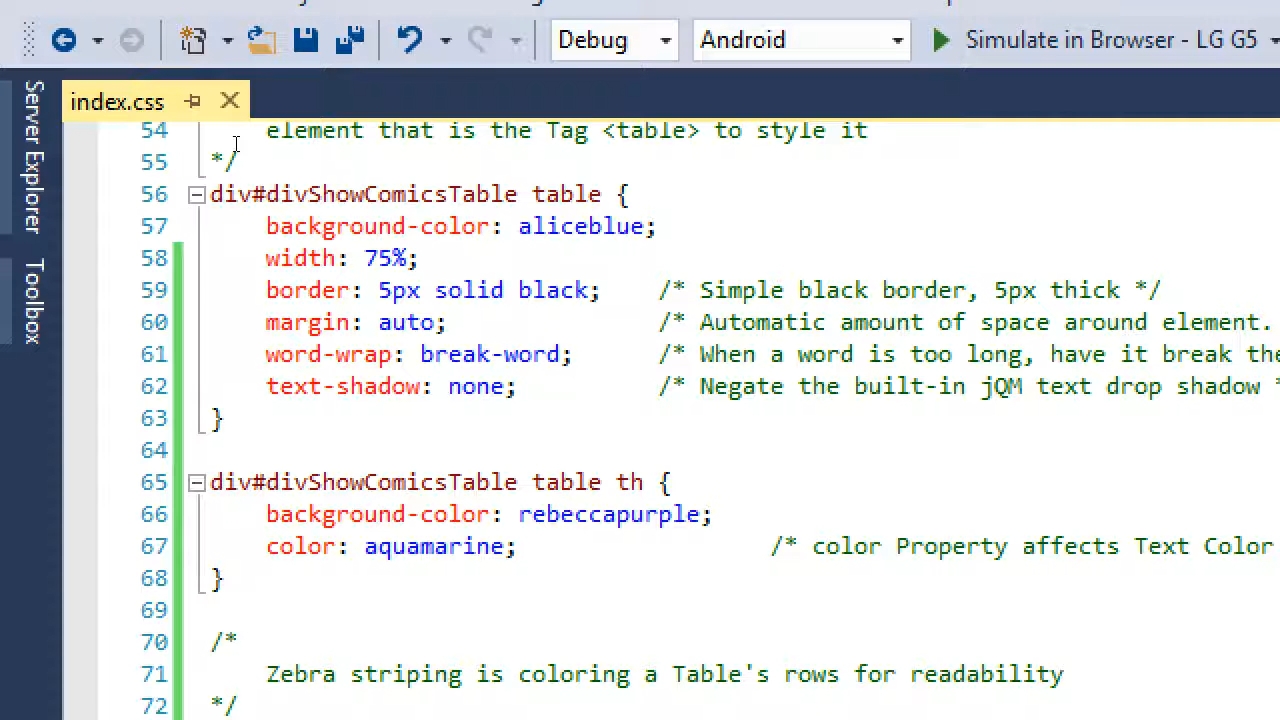 Debug Android Simulate in Browser - LG G5
Server Explorer
Toolbox
index.css
54 element that is the Tag <table> to style it
55 */
56 div#divShowComicsTable table {
57 background-color: aliceblue;
58 width: 75%;
59 border: 5px solid black; /* Simple black border, 5px thick */
60 margin: auto; /* Automatic amount of space around element.
61 word-wrap: break-word; /* When a word is too long, have it break the
62 text-shadow: none; /* Negate the built-in jQM text drop shadow *
63 }
64
65 div#divShowComicsTable table th {
66 background-color: rebeccapurple;
67 color: aquamarine; /* color Property affects Text Color
68 }
69
70 /*
71 Zebra striping is coloring a Table's rows for readability
72 */